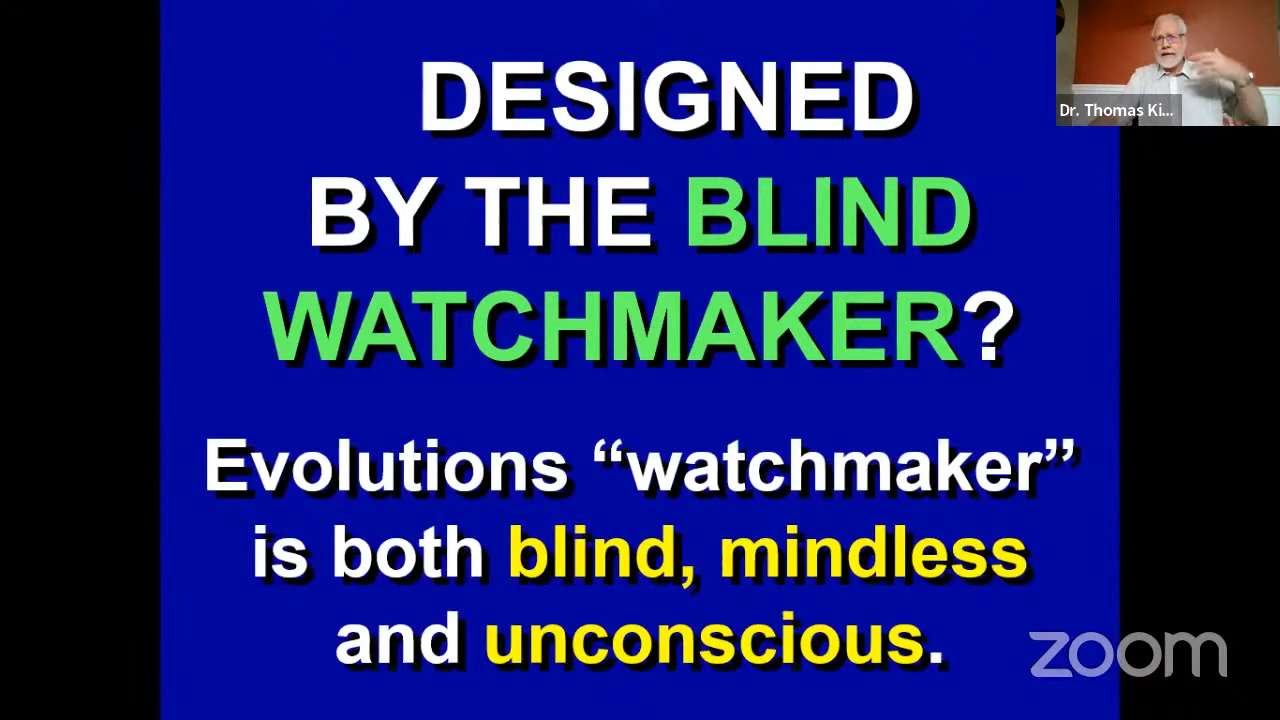 DESIGNED
BY THE BLIND
WATCHMAKER?
Evolutions “watchmaker”
is both blind, mindless
and unconscious.
Dr. Thomas Ki...
zoom